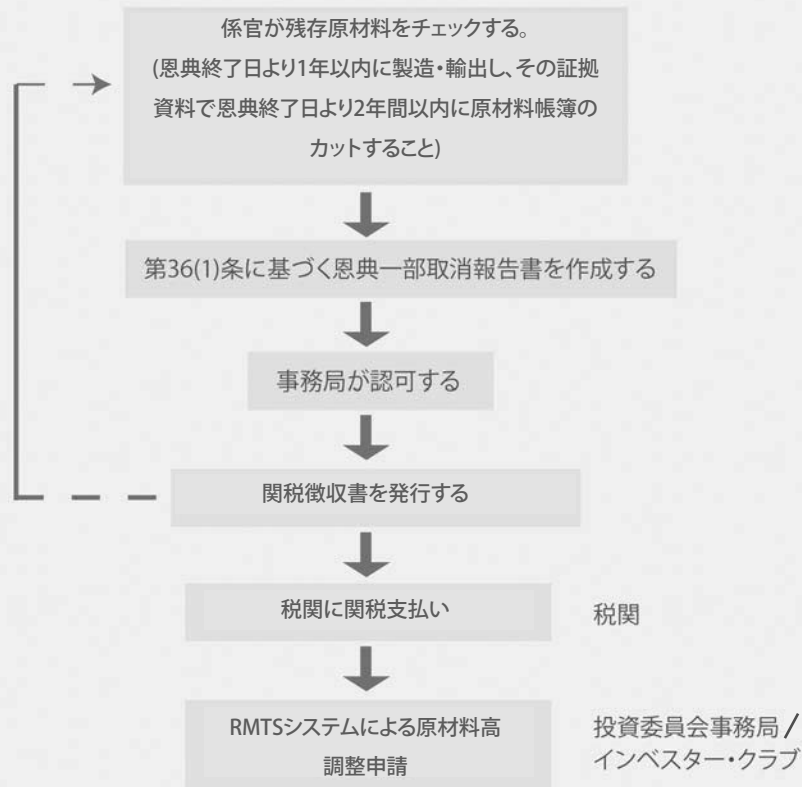 係官が残存原材料をチェックする。
(恩典終了日より1年以内に製造・輸出し、その証拠
資料で恩典終了日より2年間以内に原材料帳簿の
カットすること)
第36(1)条に基づく恩典一部取消報告書を作成する
事務局が認可する
関税徴収書を発行する
税関に関税支払い
税関
RMTSシステムによる原材料高
調整申請
投資委員会事務局/
インベスター・クラブ